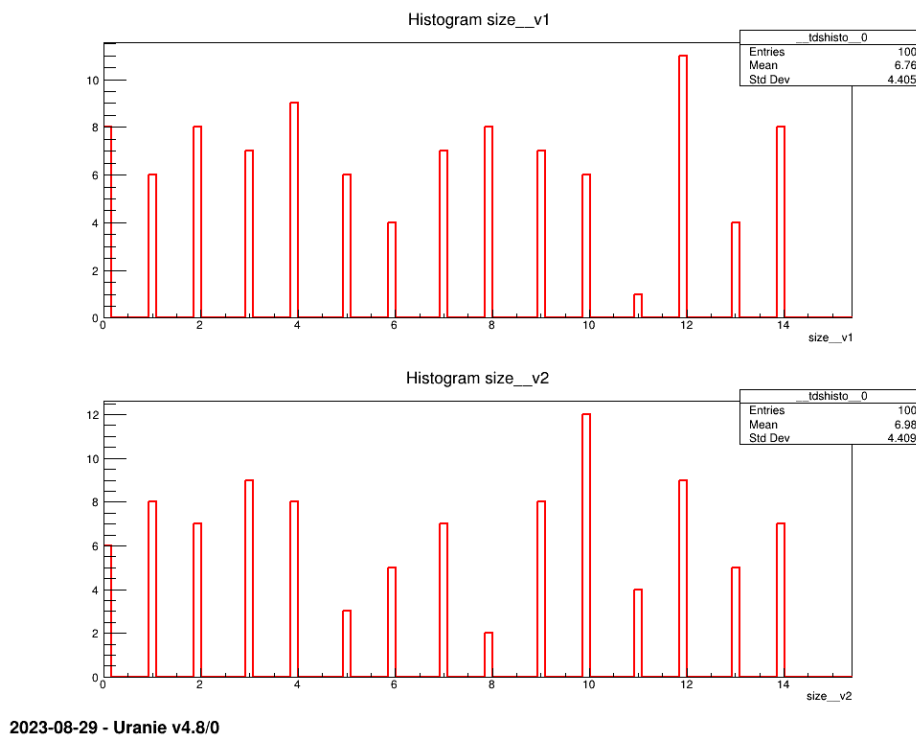 Histogram size__v1
__tdshisto__0
Entries 100
Mean 6.76
Std Dev 4.405
10
8
6
4
2
0
0 2 4 6 8 10 12 14
size__v1
Histogram size__v2
__tdshisto__0
Entries 100
Mean 6.98
Std Dev 4.409
12
10
8
6
4
2
0
0 2 4 6 8 10 12 14
size__v2
2023-08-29 - Uranie v4.8/0